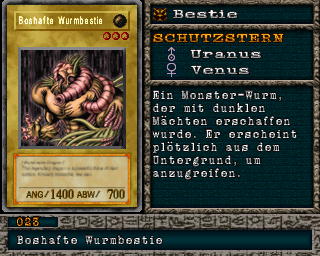 Boshafte Wurmbestie
ANG/ 1400 ABW/ 700
Bestie
SCHUTZSTERN
Uranus
Venus
Ein Monster-Wurm,
der mit dunklen
Mächten erschaffen
wurde. Er erscheint
plötzlich aus dem
Untergrund, um
anzugreifen.
023
Boshafte Wurmbestie